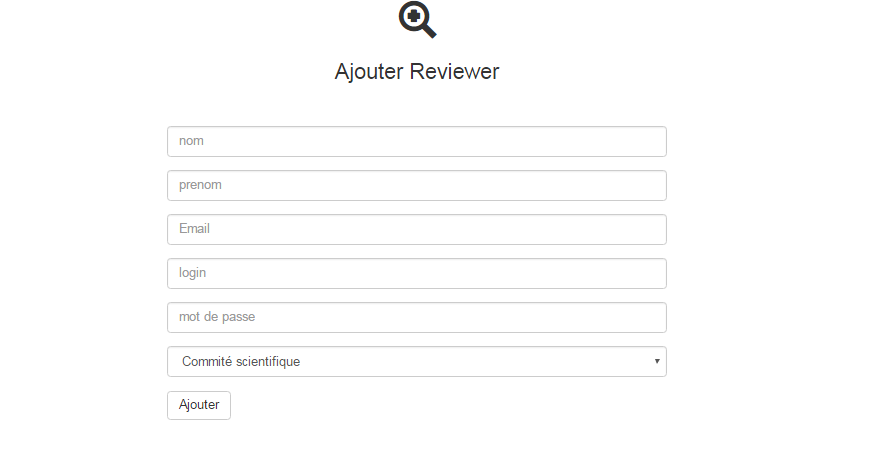 Ajouter Reviewer
nom
prenom
Email
login
mot de passe
Commité scientifique
Ajouter